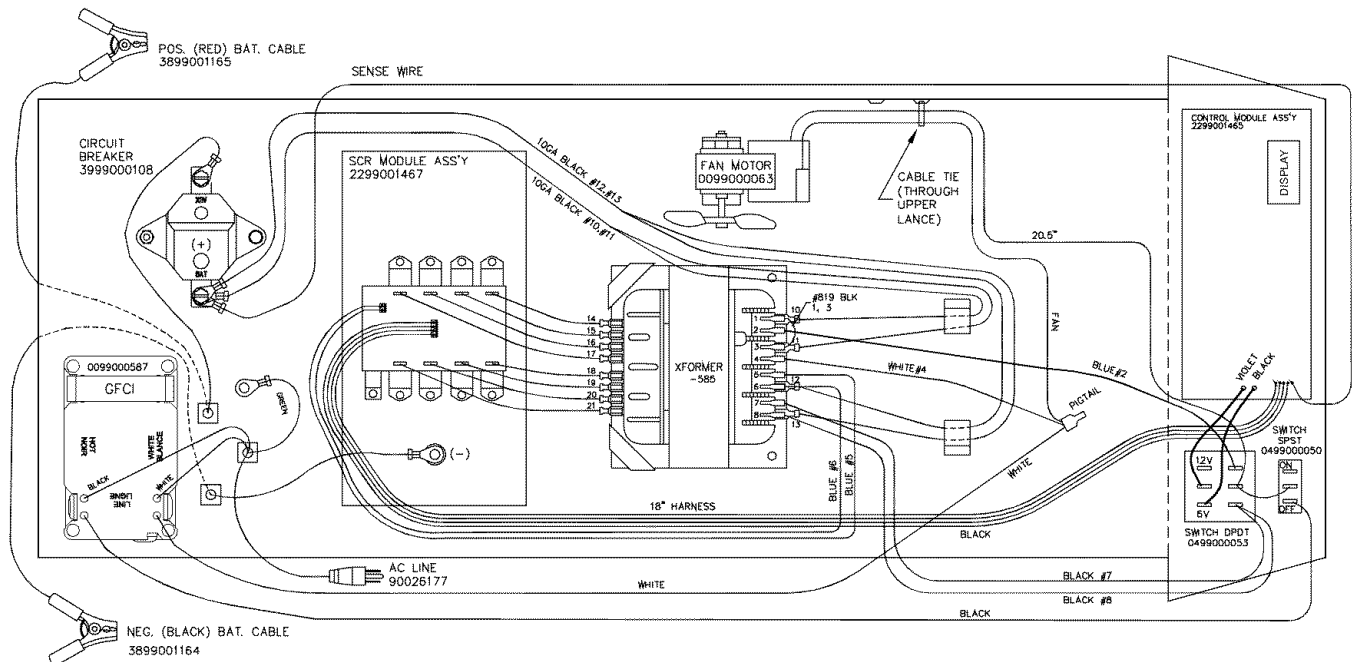 POS. (RED) BAT. CABLE
3899001165
SENSE WIRE
CIRCUIT
BREAKER
3999000108
(+)
BAT
SCR MODULE ASS'Y
2299001467
10GA BLACK #12,#13
10GA BLACK #10,#11
FAN MOTOR
0099000063
CABLE TIE
(THROUGH
UPPER
LANCE)
20.5"
FAN
CONTROL MODULE ASS'Y
2299001465
DISPLAY
0099000587
GFCI
HOT
NOIR
WHITE
BLANCE
LINE
LIGNE
BLACK
WHITE
GREEN
(-)
14
15
16
17
18
19
20
21
XFORMER
-585
1
2
3
4
5
6
7
8
10
11
12
13
#819 BLK
1, 3
BLUE #2
WHITE #4
PIGTAIL
WHITE
BLUE #6
BLUE #5
18" HARNESS
BLACK
VIOLET
BLACK
12V
6V
SWITCH DPDT
0499000053
SWITCH
SPST
0499000050
ON
OFF
AC LINE
90026177
WHITE
BLACK #7
BLACK #8
BLACK
NEG. (BLACK) BAT. CABLE
3899001164